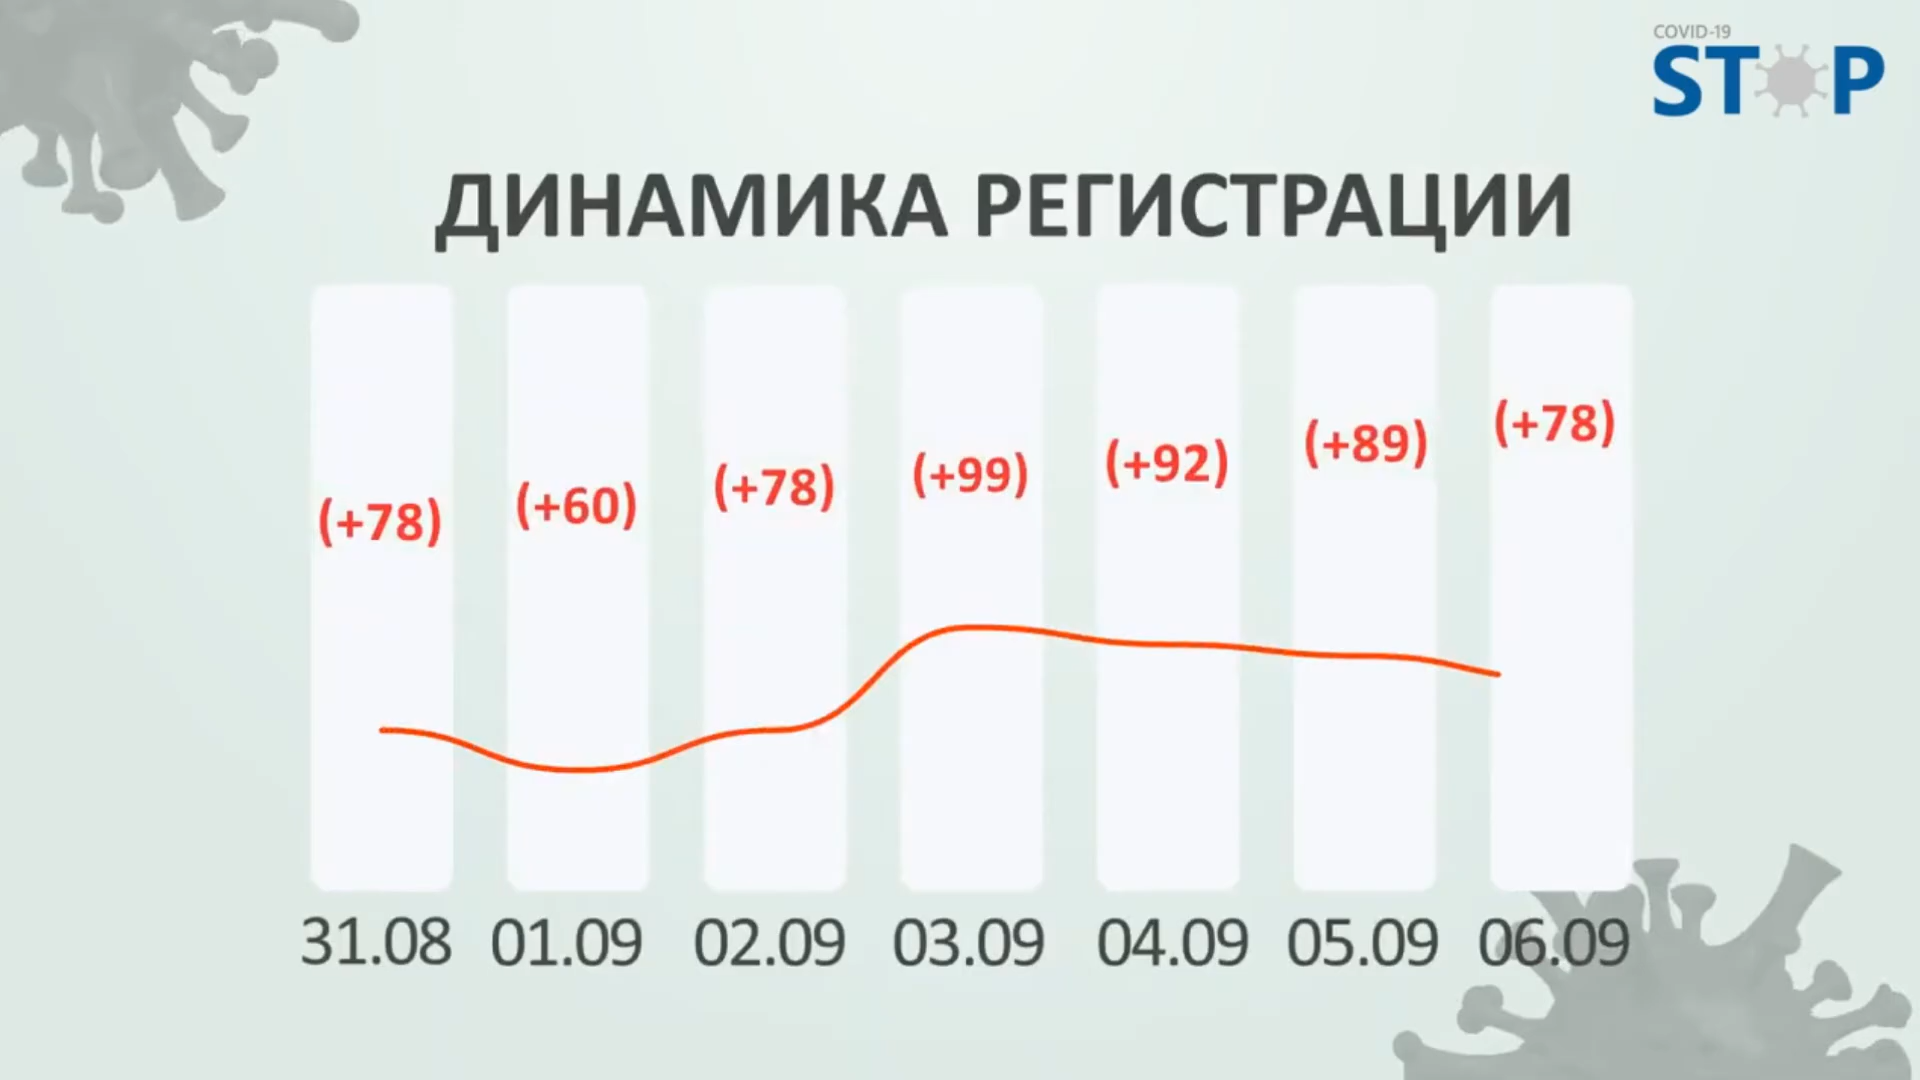 COVID-19
STOP
ДИНАМИКА РЕГИСТРАЦИИ
(+78) (+60) (+78) (+99) (+92) (+89) (+78)
31.08 01.09 02.09 03.09 04.09 05.09 06.09